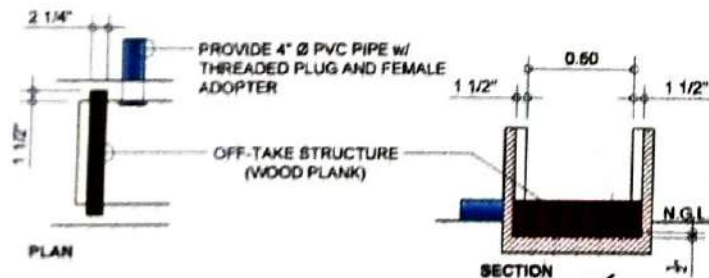 2 1/4"
PROVIDE 4" Ø PVC PIPE w/
THREADED PLUG AND FEMALE
ADOPTER
1 1/2"
0.60
1 1/2"
1 1/2"
OFF-TAKE STRUCTURE
(WOOD PLANK)
N.G.L
PLAN
SECTION